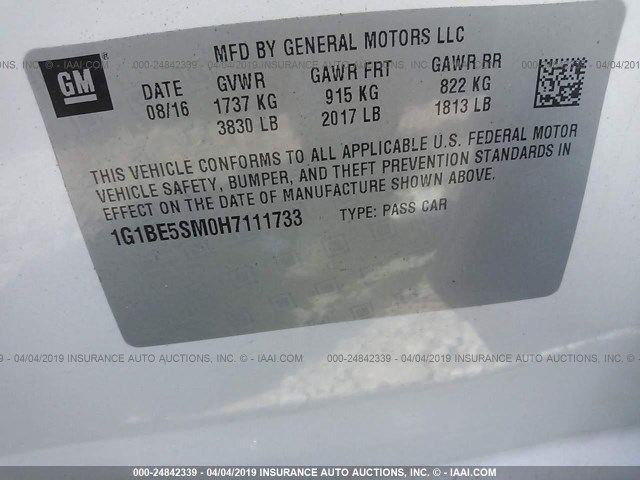 MFD BY GENERAL MOTORS LLC
GM
DATE GVWR GAWR FRT GAWR RR
08/16 1737 KG 915 KG 822 KG
3830 LB 2017 LB 1813 LB
THIS VEHICLE CONFORMS TO ALL APPLICABLE U.S. FEDERAL MOTOR
VEHICLE SAFETY, BUMPER, AND THEFT PREVENTION STANDARDS IN
EFFECT ON THE DATE OF MANUFACTURE SHOWN ABOVE.
1G1BE5SM0H7111733 TYPE: PASS CAR
000-24842339 - 04/04/2019 INSURANCE AUTO AUCTIONS, INC. © - IAAI.COM